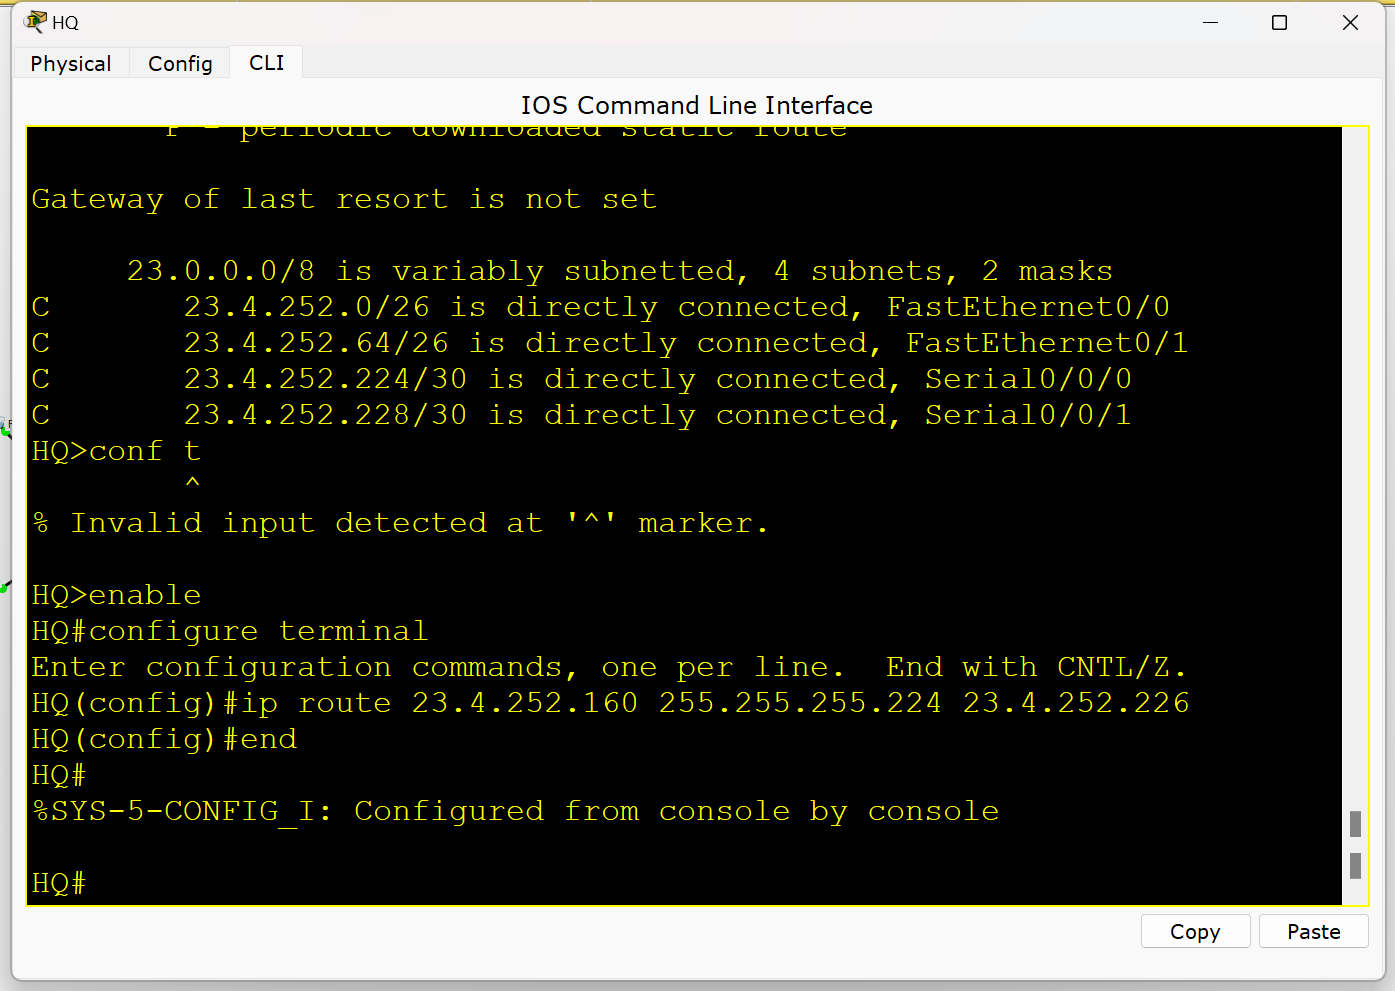 HQ
Physical Config CLI
IOS Command Line Interface
P - periodic downloaded static route
Gateway of last resort is not set
23.0.0.0/8 is variably subnetted, 4 subnets, 2 masks
C 23.4.252.0/26 is directly connected, FastEthernet0/0
C 23.4.252.64/26 is directly connected, FastEthernet0/1
C 23.4.252.224/30 is directly connected, Serial0/0/0
C 23.4.252.228/30 is directly connected, Serial0/0/1
HQ>conf t
^
% Invalid input detected at '^' marker.
HQ>enable
HQ#configure terminal
Enter configuration commands, one per line.  End with CNTL/Z.
HQ(config)#ip route 23.4.252.160 255.255.255.224 23.4.252.226
HQ(config)#end
HQ#
%SYS-5-CONFIG_I: Configured from console by console
HQ#
Copy Paste